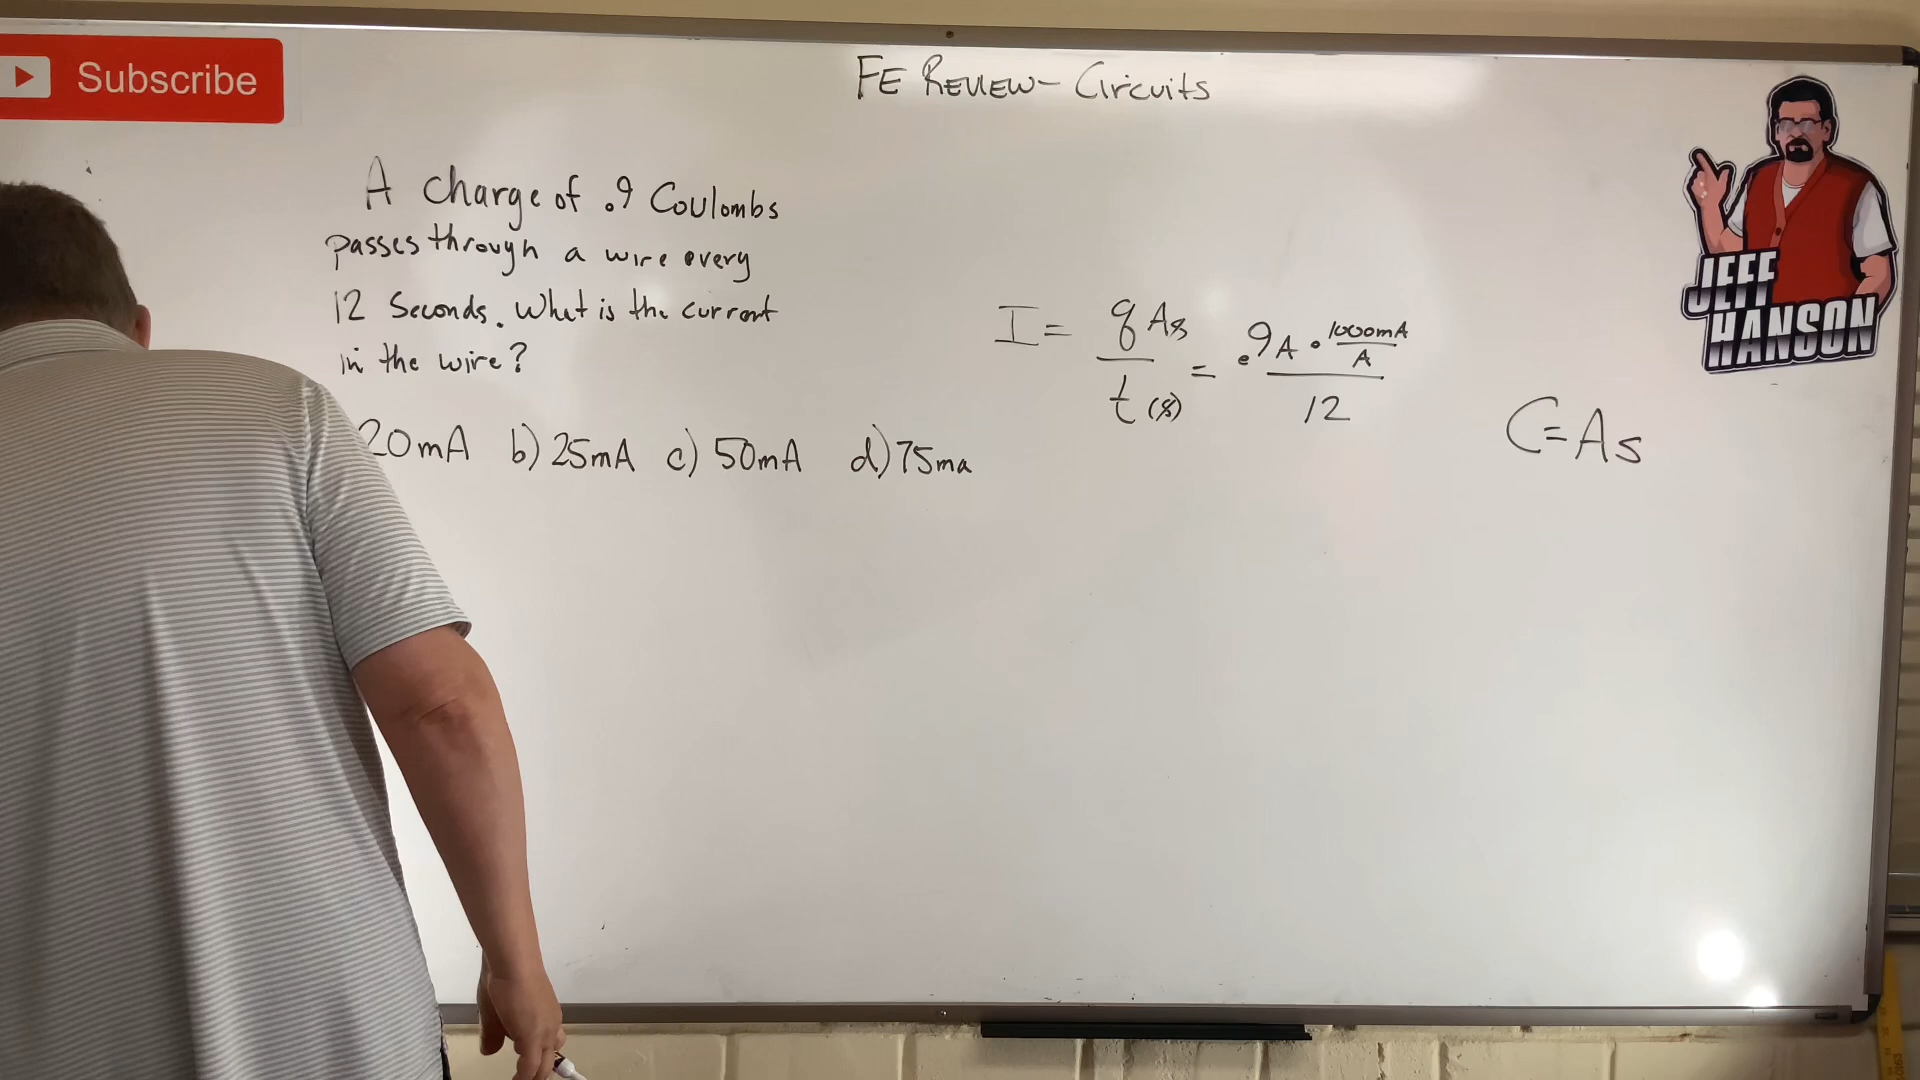 Subscribe
FE REVIEW - Circuits
A charge of .9 Coulombs
passes through a wire every
12 Seconds. What is the current
in the wire?
20mA b) 25mA c) 50mA d) 75ma
I = q As / t (s) = .9A • 1000mA / A / 12
C=As
JEFF
HANSON